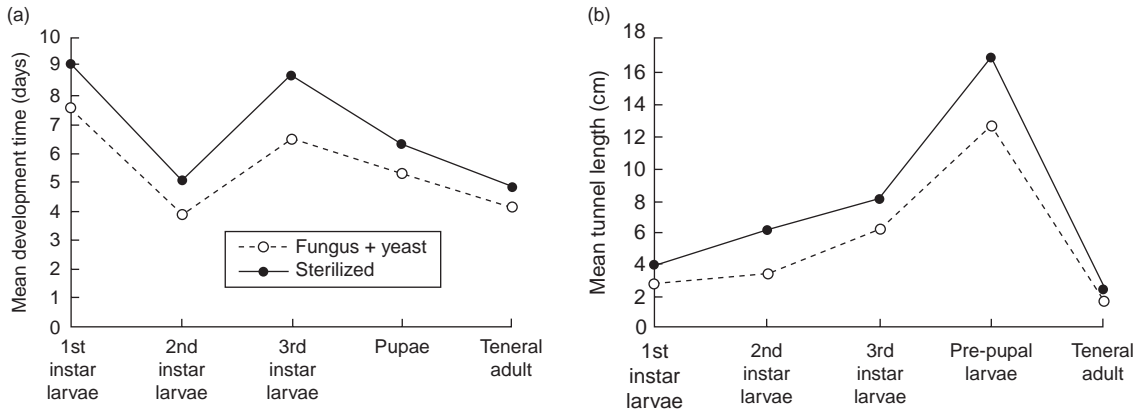 (a)
Mean development time (days)
10
9
8
7
6
5
4
3
2
1
0
Fungus + yeast
Sterilized
1st
instar
larvae
2nd
instar
larvae
3rd
instar
larvae
Pupae
Teneral
adult
(b)
Mean tunnel length (cm)
18
16
14
12
10
8
6
4
2
0
1st
instar
larvae
2nd
instar larvae
3rd
instar larvae
Pre-pupal
larvae
Teneral
adult